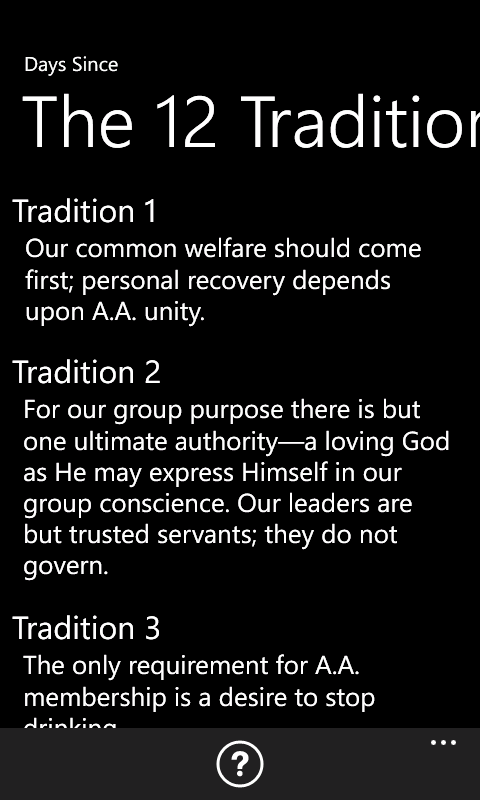 Days Since
The 12 Tradition
Tradition 1
Our common welfare should come
first; personal recovery depends
upon A.A. unity.
Tradition 2
For our group purpose there is but
one ultimate authority—a loving God
as He may express Himself in our
group conscience. Our leaders are
but trusted servants; they do not
govern.
Tradition 3
The only requirement for A.A.
membership is a desire to stop
drinking.
?
...